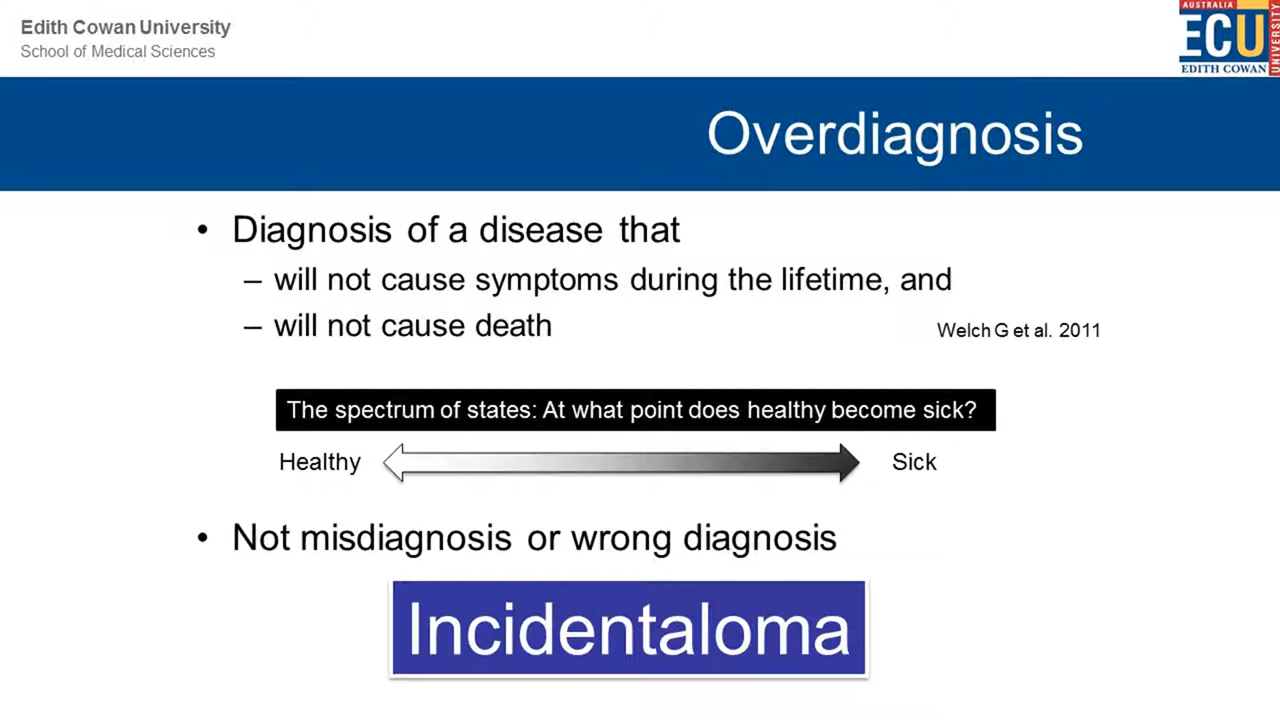 Edith Cowan University
School of Medical Sciences
AUSTRALIA
ECU
EDITH COWAN
UNIVERSITY
Overdiagnosis
• Diagnosis of a disease that
– will not cause symptoms during the lifetime, and
– will not cause death
Welch G et al. 2011
The spectrum of states: At what point does healthy become sick?
Healthy
Sick
• Not misdiagnosis or wrong diagnosis
Incidentaloma